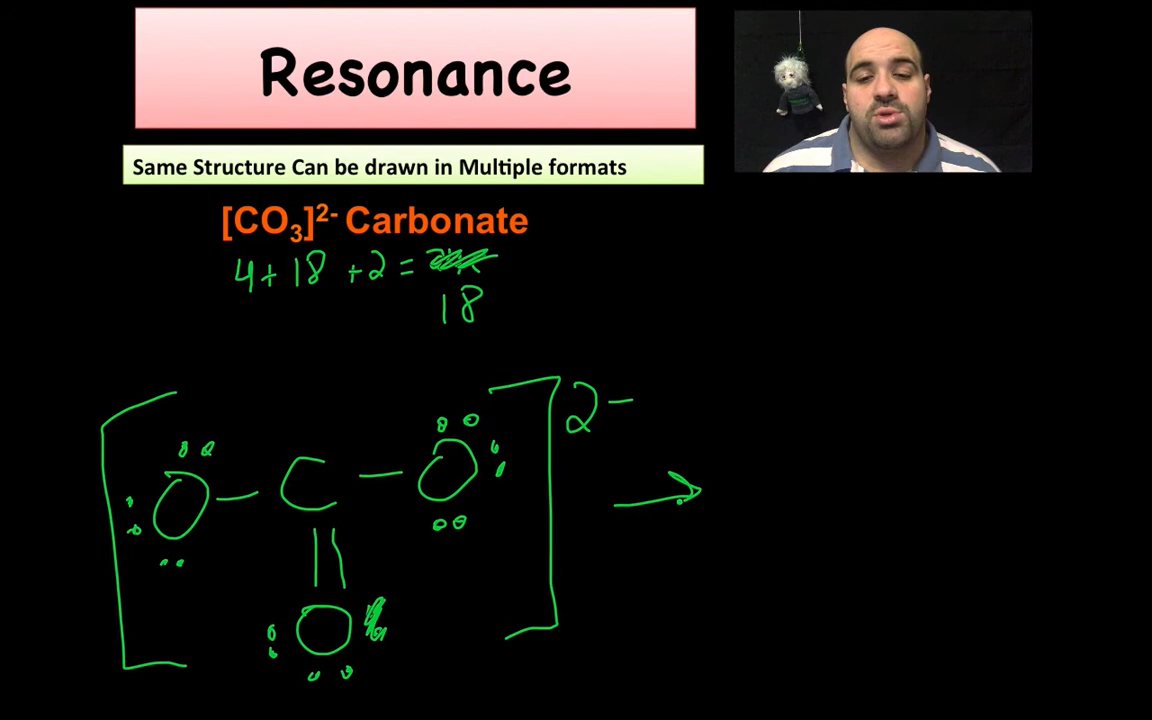 Resonance
Same Structure Can be drawn in Multiple formats
[CO₃]²⁻ Carbonate
4+ 18 +2 =
18
2 -
O - C - O
O